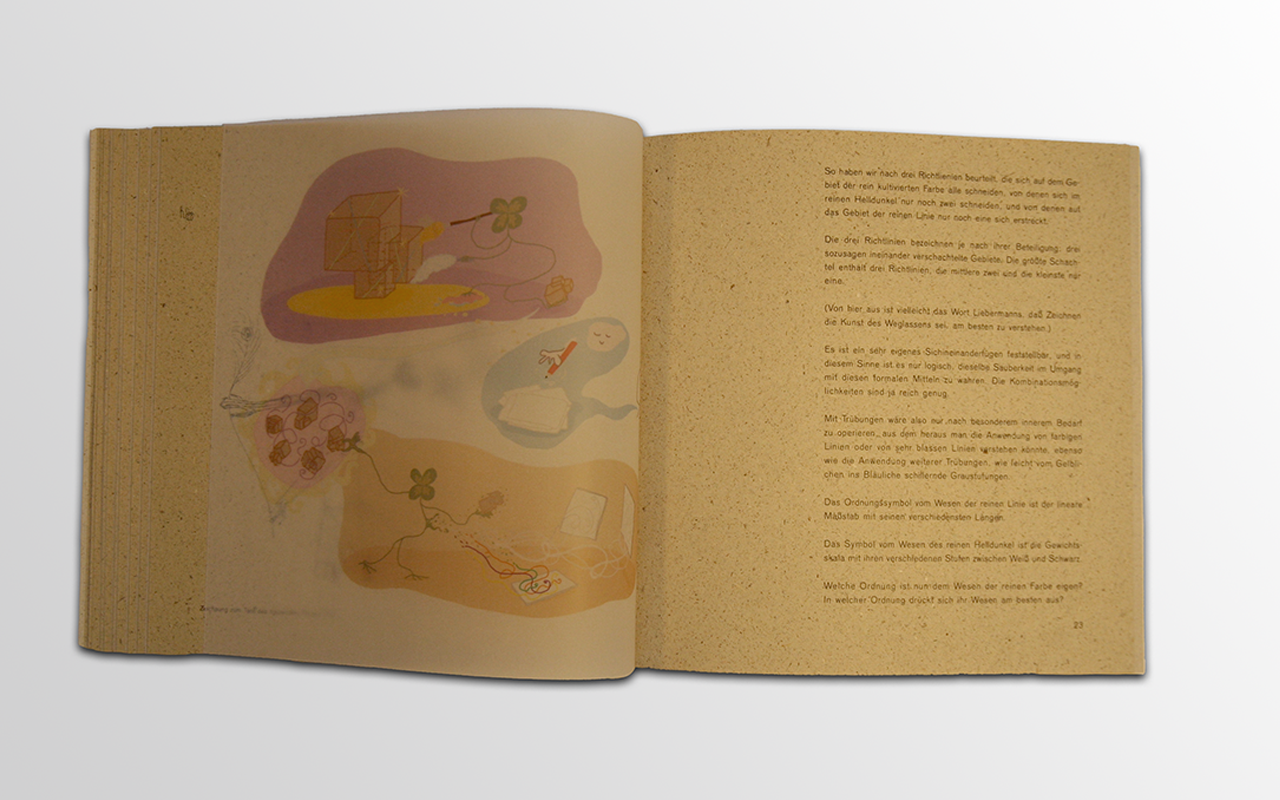 So haben wir nach drei Richtlienien beurteilt, die sich auf dem Ge-
biet der rein kultivierten Farbe alle schneiden, von denen sich im
reinen Helldunkel nur noch zwei schneiden, und von denen auf
das Gebiet der reinen Linie nur noch eine sich erstreckt.
Die drei Richtlinien bezeichnen je nach ihrer Beteiligung, drei
sozusagen ineinander verschachtelte Gebiete. Die größte Schach-
tel enthält drei Richtlinien, die mittlere zwei und die kleinste nur
eine.
(Von hier aus ist vielleicht das Wort Liebermanns, daß Zeichnen
die Kunst des Weglassens sei, am besten zu verstehen.)
Es ist ein sehr eigenes Sichineinanderfügen feststellbar, und in
diesem Sinne ist es nur logisch, dieselbe Sauberkeit im Umgang
mit diesen formalen Mitteln zu wahren. Die Kombinationsmög-
lichkeiten sind ja reich genug.
Mit Trübungen wäre also nur nach besonderem innerem Bedarf
zu operieren, aus dem heraus man die Anwendung von farbigen
Linien oder von sehr blassen Linien verstehen könnte, ebenso
wie die Anwendung weiterer Trübungen, wie leicht vom Gelbli-
chen ins Bläuliche schillernde Graustufungen.
Das Ordnungssymbol vom Wesen der reinen Linie ist der lineare
Maßstab mit seinen verschiedensten Längen.
Das Symbol vom Wesen des reinen Helldunkel ist die Gewichts-
skala mit ihren verschiedenen Stufen zwischen Weiß und Schwarz.
Welche Ordnung ist nun dem Wesen der reinen Farbe eigen?
In welcher Ordnung drückt sich ihr Wesen am besten aus?
23